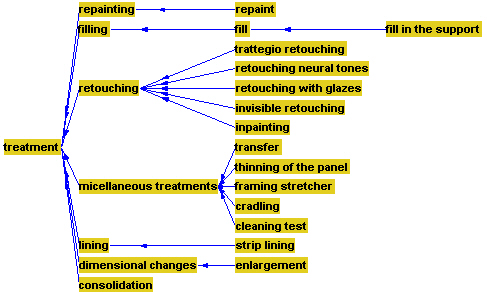 repainting
repaint
filling
fill
fill in the support
trattegio retouching
retouching neural tones
retouching
retouching with glazes
invisible retouching
inpainting
treatment
transfer
thinning of the panel
micellaneous treatments
framing stretcher
cradling
cleaning test
lining
strip lining
dimensional changes
enlargement
consolidation